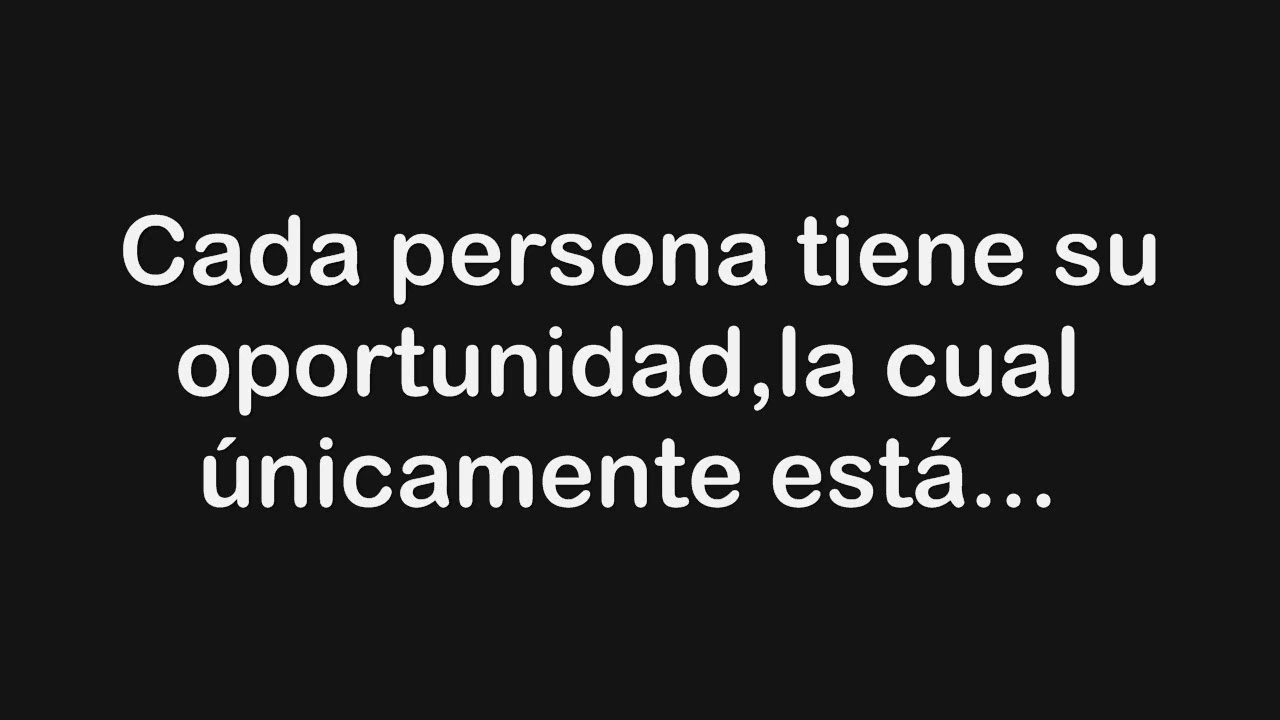 Cada persona tiene su
oportunidad,la cual
únicamente está...